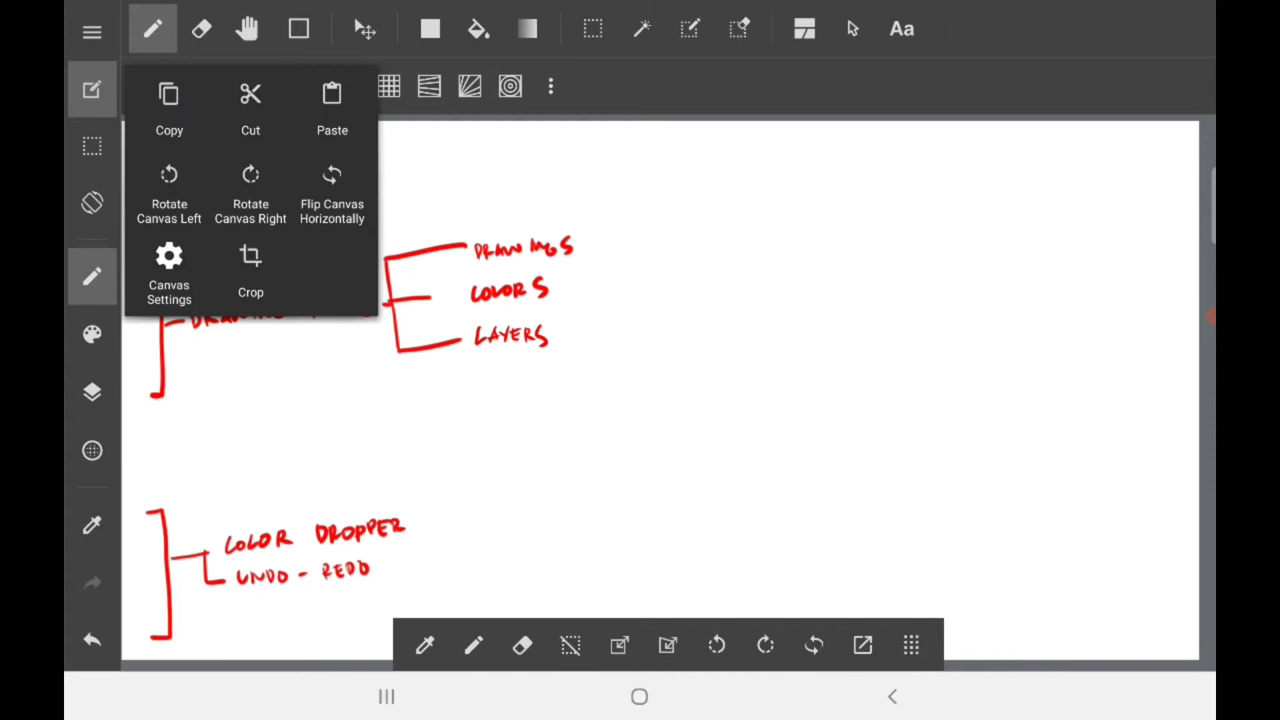 Aa
Copy
Cut
Paste
Rotate
Canvas Left
Rotate
Canvas Right
Flip Canvas
Horizontally
Canvas
Settings
Crop
DRAWINGS
COLORS
LAYERS
COLOR DROPPER
UNDO - REDO